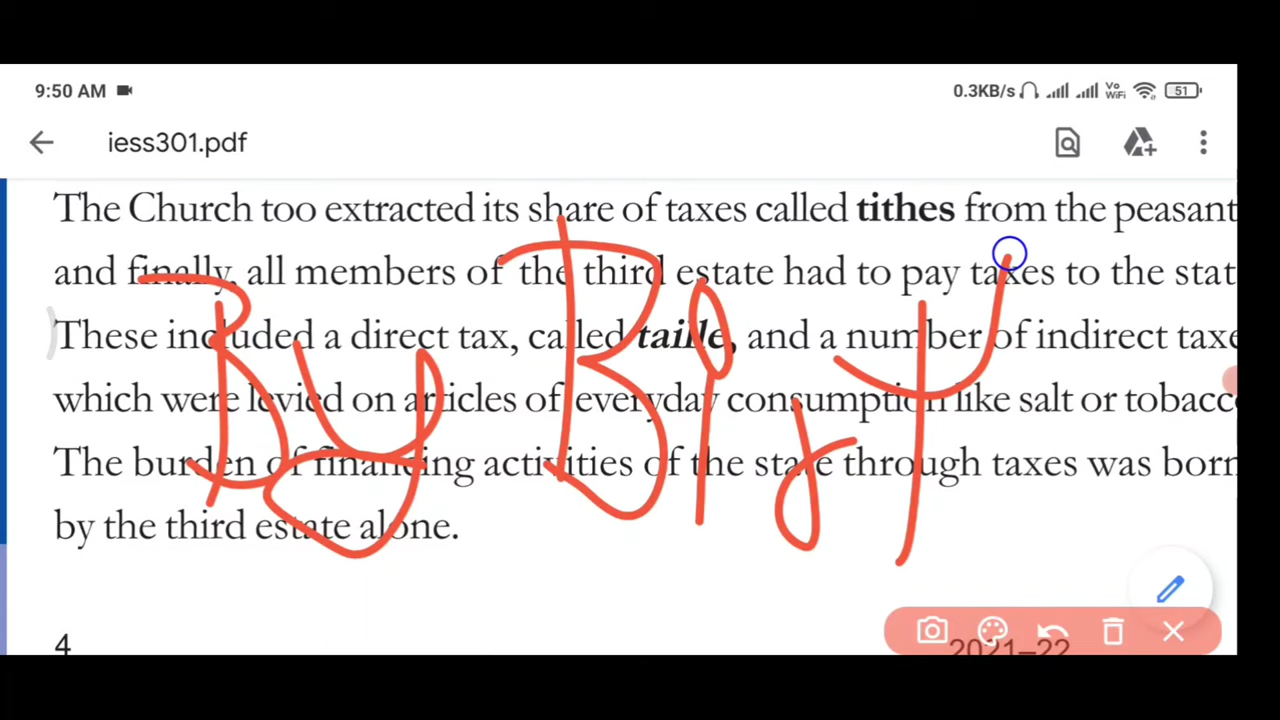 9:50 AM 0.3KB/s Vo WiFi 51
iess301.pdf
The Church too extracted its share of taxes called tithes from the peasant
and finally, all members of the third estate had to pay taxes to the stat
These included a direct tax, called taille, and a number of indirect taxe
which were levied on articles of everyday consumption like salt or tobacc
The burden of financing activities of the state through taxes was born
by the third estate alone.
By
4
2021–22